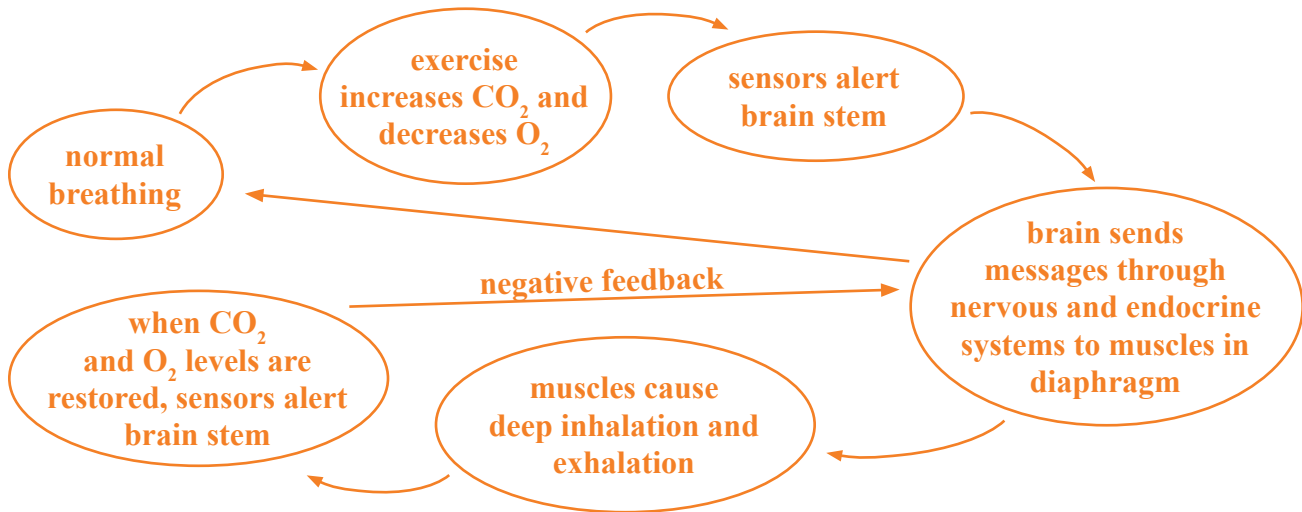 normal
breathing
exercise
increases CO₂ and
decreases O₂
sensors alert
brain stem
brain sends
messages through
nervous and endocrine
systems to muscles in
diaphragm
muscles cause
deep inhalation and
exhalation
when CO₂
and O₂ levels are
restored, sensors alert
brain stem
negative feedback